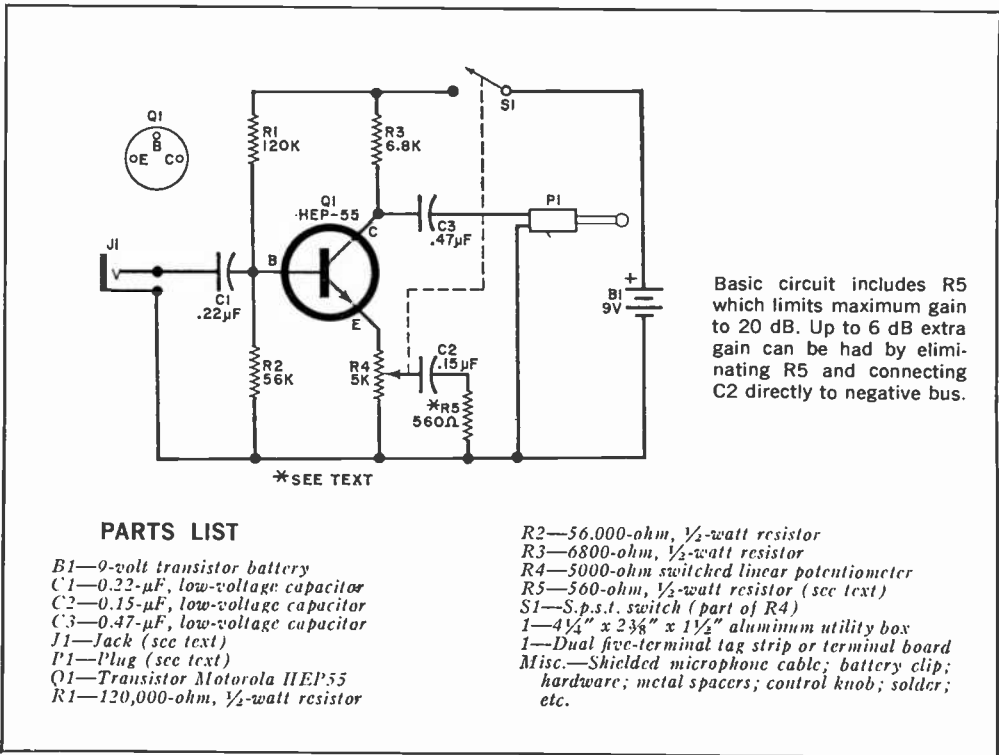 S1
Q1
B
E
C
R1
120K
R3
6.8K
Q1
HEP-55
C
C3
.47µF
P1
J1
B
C1
.22µF
E
+
B1
9V
R2
56K
R4
5K
C2
.15µF
*R5
560Ω
*SEE TEXT
Basic circuit includes R5
which limits maximum gain
to 20 dB. Up to 6 dB extra
gain can be had by elimi-
nating R5 and connecting
C2 directly to negative bus.
PARTS LIST
B1—9-volt transistor battery
C1—0.22-µF, low-voltage capacitor
C2—0.15-µF, low-voltage capacitor
C3—0.47-µF, low-voltage capacitor
J1—Jack (see text)
P1—Plug (see text)
Q1—Transistor Motorola HEP55
R1—120,000-ohm, ½-watt resistor
R2—56.000-ohm, ½-watt resistor
R3—6800-ohm, ½-watt resistor
R4—5000-ohm switched linear potentiometer
R5—560-ohm, ½-watt resistor (see text)
S1—S.p.s.t. switch (part of R4)
1—4¼" x 2⅜" x 1½" aluminum utility box
1—Dual five-terminal tag strip or terminal board
Misc.—Shielded microphone cable; battery clip;
hardware; metal spacers; control knob; solder;
etc.